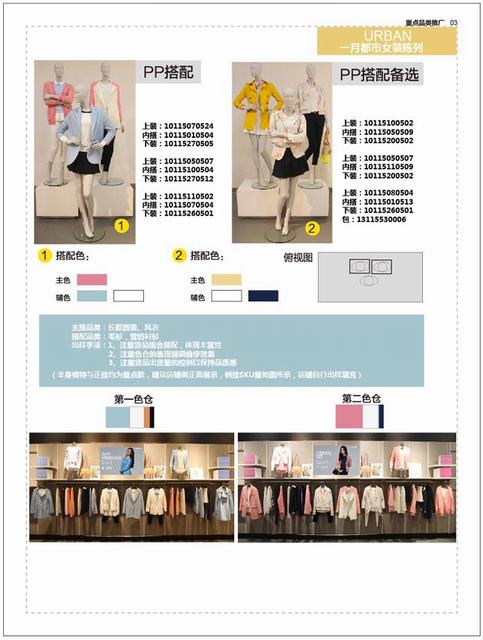 重点品类推广 03
URBAN
一月都市女装陈列
PP搭配
上装：10115070524
内搭：10115010504
下装：10115270505
上装：10115050507
内搭：10115100504
下装：10115270512
上装：10115110502
内搭：10115070504
下装：10115260501
1
PP搭配备选
上装：10115100502
内搭：10115050509
下装：10115200502
上装：10115050507
内搭：10115110509
下装：10115200502
上装：10115080504
内搭：10115010513
下装：10115260501
包：13115530006
2
1 搭配色：
主色
辅色
2 搭配色：
主色
辅色
俯视图
主推品类：长款西装、风衣
搭配品类：毛衫，雪纺衬衫
出样手法：1、注重货品组合搭配，体现丰富性
2、注重色仓的表现强调叠穿效果
3、注重货品出货量的控制以保持品质感
（半身模特与正挂均为重点款，建议店铺做正面展示，侧挂SKU量如图所示，店铺自行出样填充）
第一色仓
第二色仓